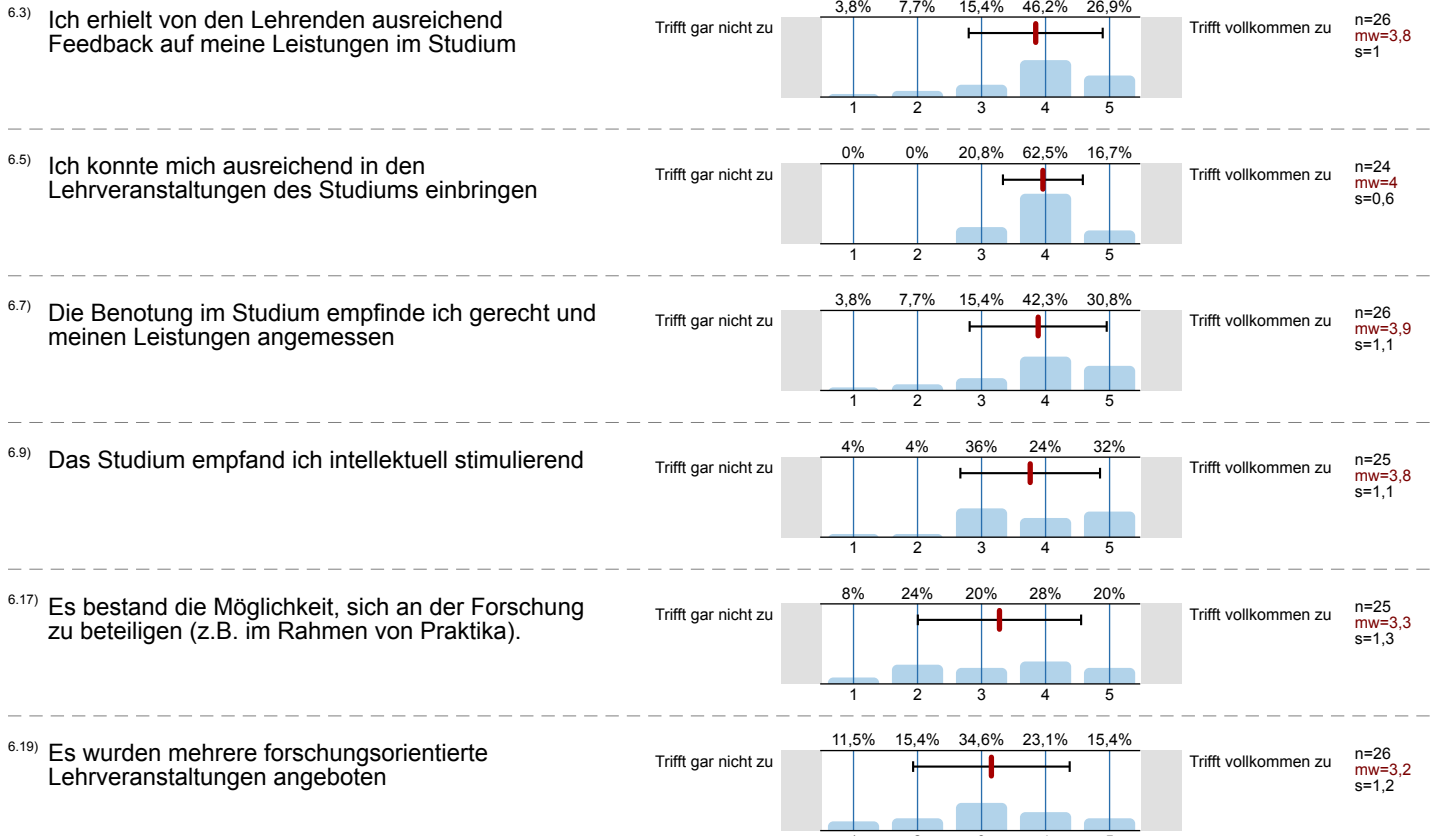 6.3) Ich erhielt von den Lehrenden ausreichend
Feedback auf meine Leistungen im Studium
Trifft gar nicht zu
3,8% 7,7% 15,4% 46,2% 26,9%
1 2 3 4 5
Trifft vollkommen zu
n=26
mw=3,8
s=1
6.5) Ich konnte mich ausreichend in den
Lehrveranstaltungen des Studiums einbringen
Trifft gar nicht zu
0% 0% 20,8% 62,5% 16,7%
1 2 3 4 5
Trifft vollkommen zu
n=24
mw=4
s=0,6
6.7) Die Benotung im Studium empfinde ich gerecht und
meinen Leistungen angemessen
Trifft gar nicht zu
3,8% 7,7% 15,4% 42,3% 30,8%
1 2 3 4 5
Trifft vollkommen zu
n=26
mw=3,9
s=1,1
6.9) Das Studium empfand ich intellektuell stimulierend
Trifft gar nicht zu
4% 4% 36% 24% 32%
1 2 3 4 5
Trifft vollkommen zu
n=25
mw=3,8
s=1,1
6.17) Es bestand die Möglichkeit, sich an der Forschung
zu beteiligen (z.B. im Rahmen von Praktika).
Trifft gar nicht zu
8% 24% 20% 28% 20%
1 2 3 4 5
Trifft vollkommen zu
n=25
mw=3,3
s=1,3
6.19) Es wurden mehrere forschungsorientierte
Lehrveranstaltungen angeboten
Trifft gar nicht zu
11,5% 15,4% 34,6% 23,1% 15,4%
Trifft vollkommen zu
n=26
mw=3,2
s=1,2